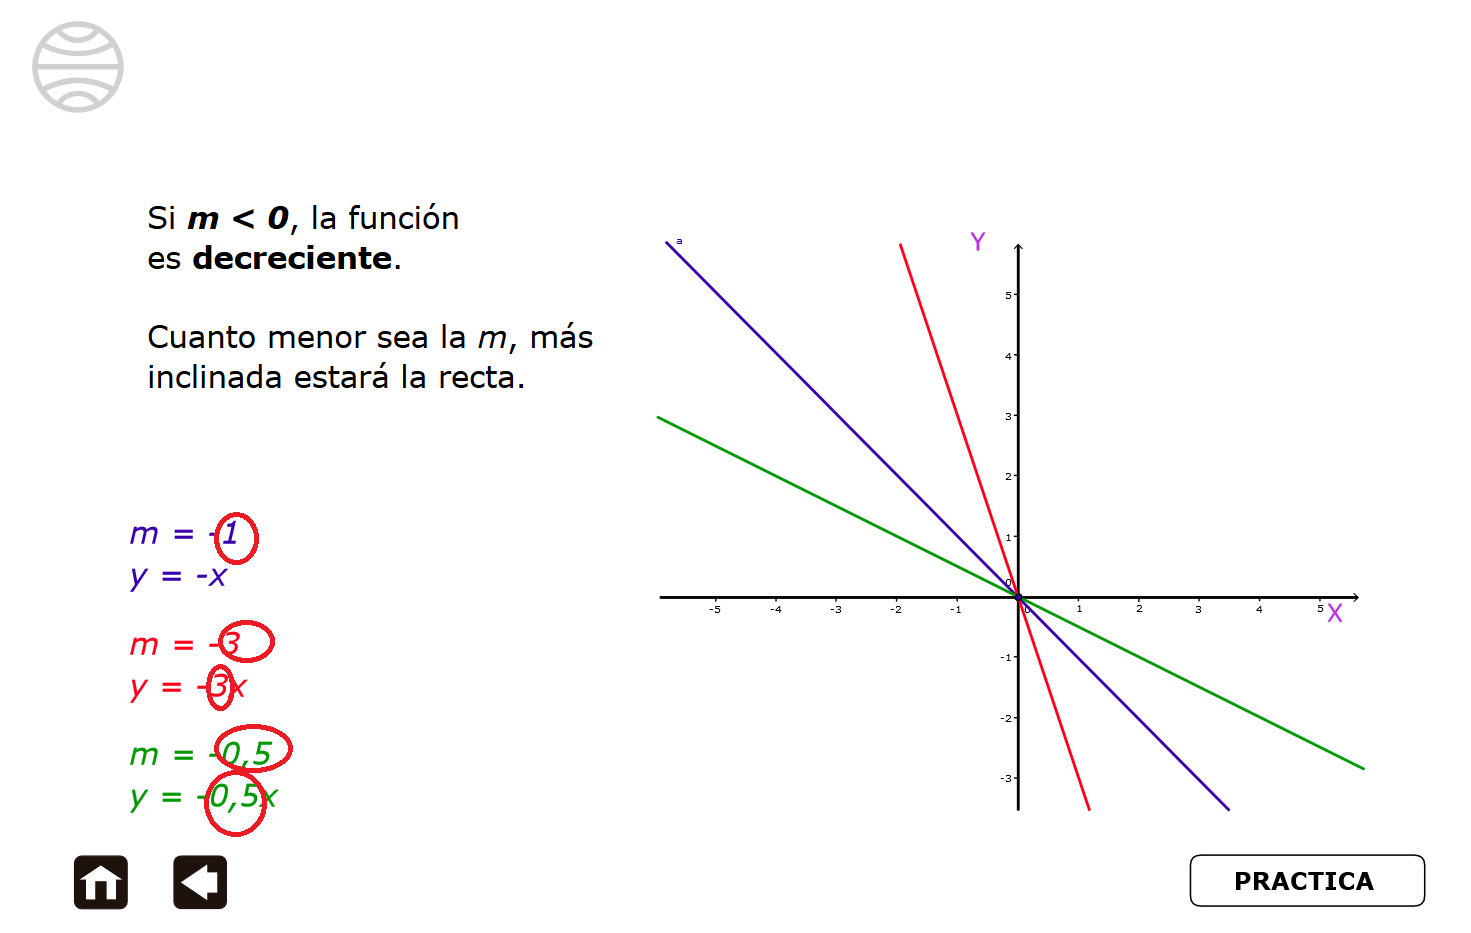 Si m < 0, la función
es decreciente.
Cuanto menor sea la m, más
inclinada estará la recta.
m = -1
y = -x
m = -3
y = -3x
m = -0,5
y = -0,5x
a
Y
5
4
3
2
1
0
-5 -4 -3 -2 -1 0 1 2 3 4 5
X
-1
-2
-3
PRACTICA